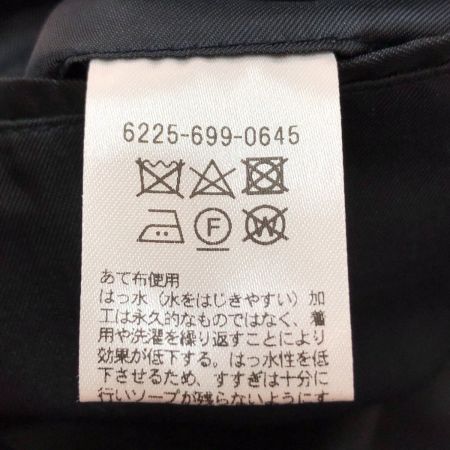 6225-699-0645
F W
あて布使用
はっ水（水をはじきやすい）加
工は永久的なものではなく、着
用や洗濯を繰り返すことにより
効果が低下する。はっ水性を低
下させるため、すすぎは十分に
行いソープが残らないようにす